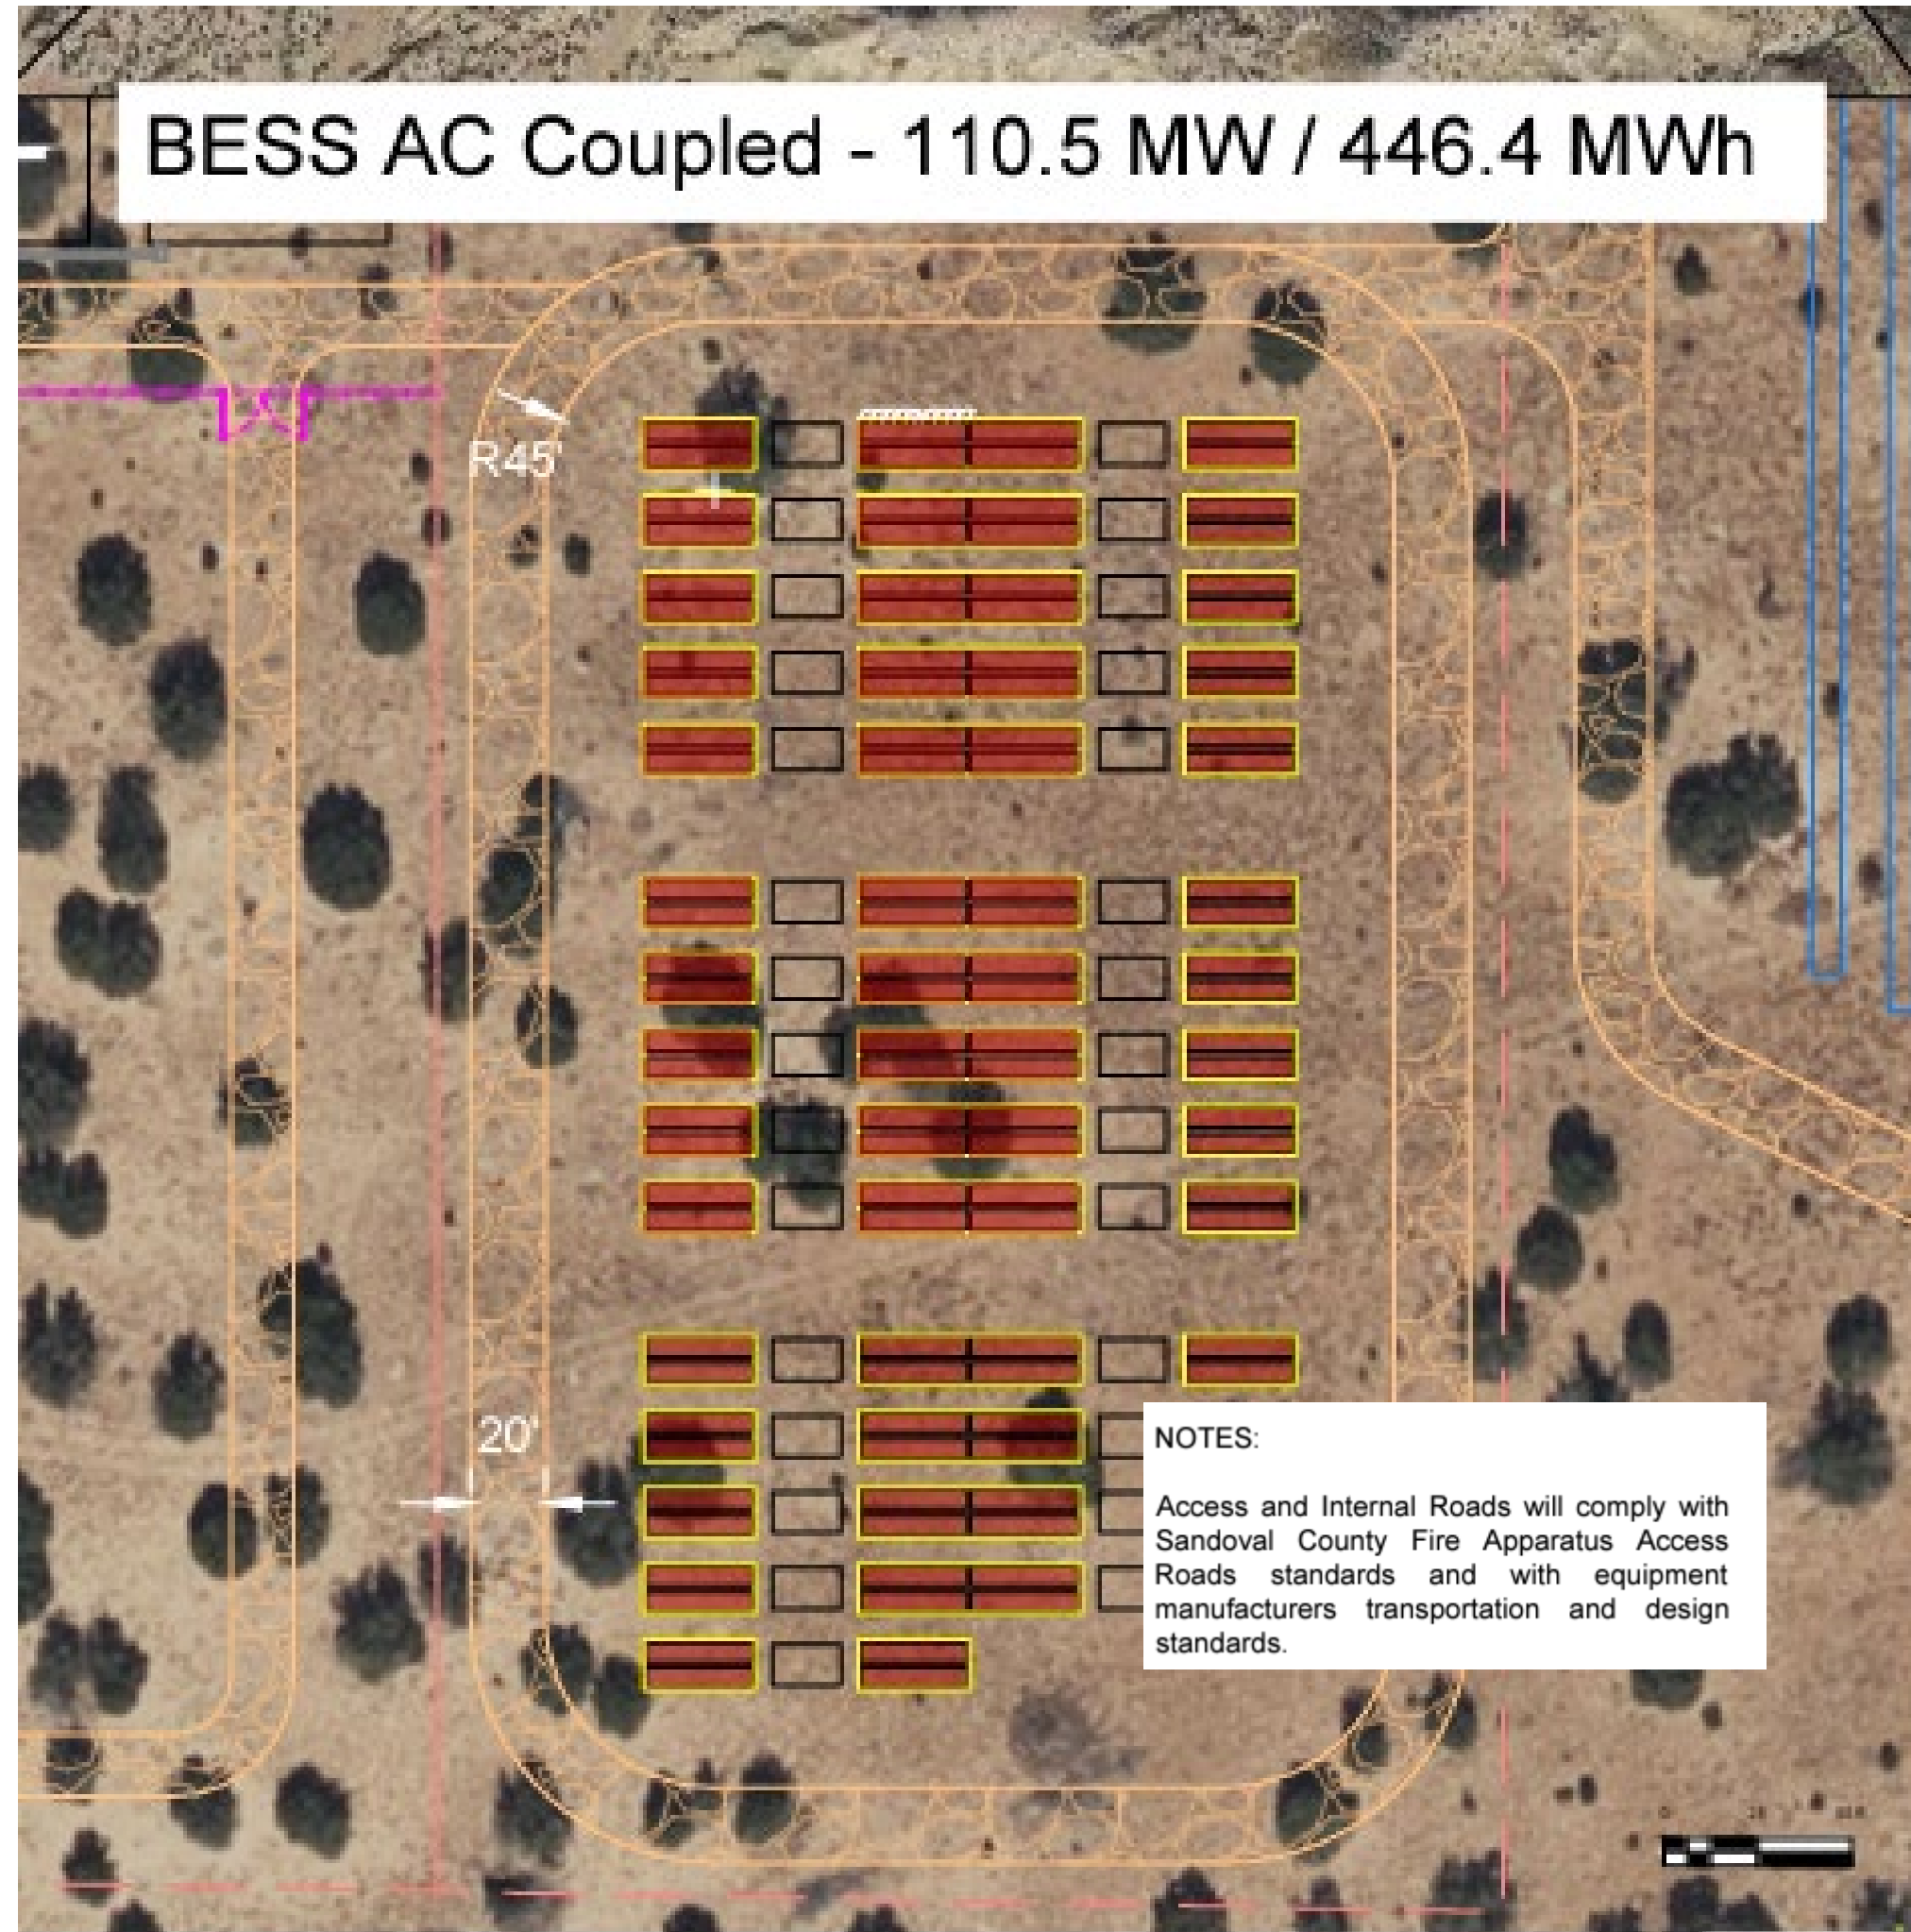 BESS AC Coupled - 110.5 MW / 446.4 MWh
R45'
20'
NOTES:
Access and Internal Roads will comply with
Sandoval County Fire Apparatus Access
Roads standards and with equipment
manufacturers transportation and design
standards.